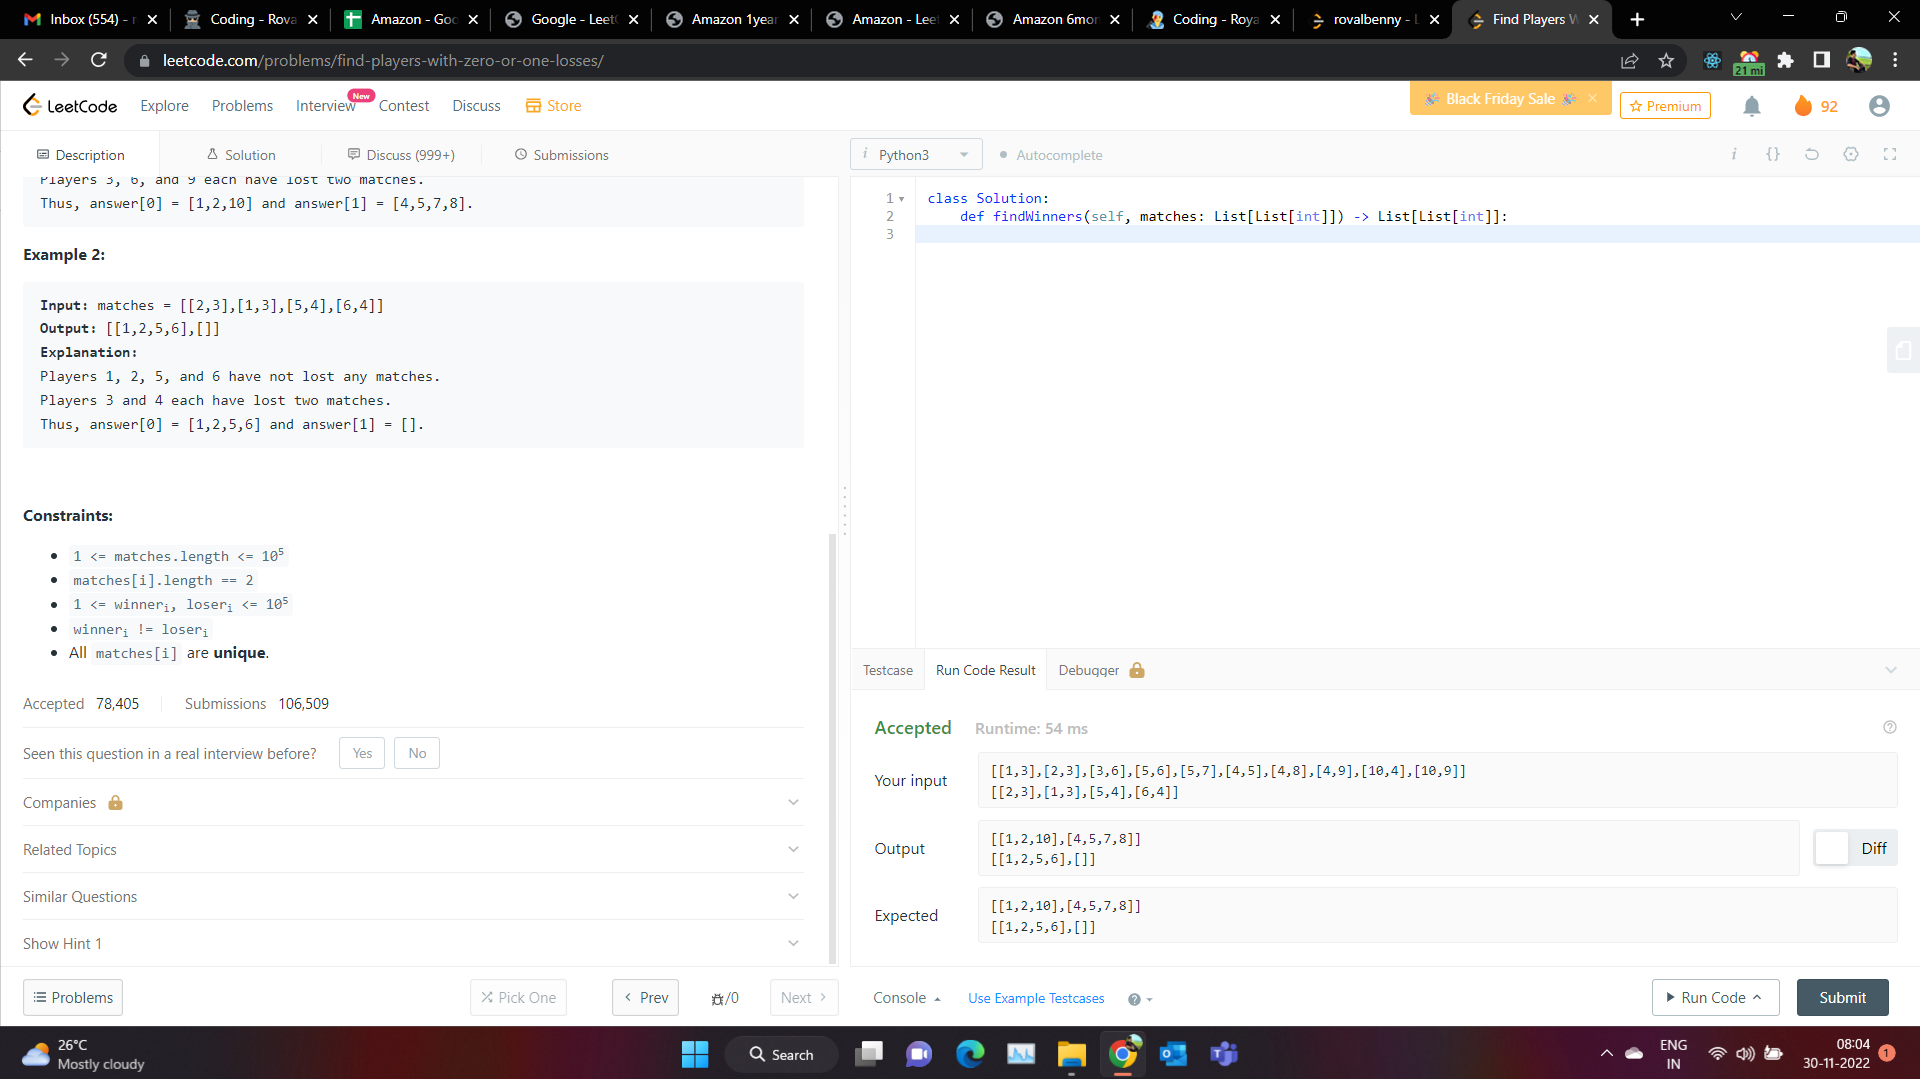 Inbox (554) -
Coding - Rova
Amazon - Goo
Google - LeetC
Amazon 1year
Amazon - Leet
Amazon 6mon
Coding - Roya
rovalbenny - L
Find Players W
leetcode.com/problems/find-players-with-zero-or-one-losses/
21 mi
LeetCode
Explore
Problems
Interview
New
Contest
Discuss
Store
Black Friday Sale
Premium
92
Description
Solution
Discuss (999+)
Submissions
Python3
Autocomplete
Players 3, 6, and 9 each have lost two matches.
Thus, answer[0] = [1,2,10] and answer[1] = [4,5,7,8].
Example 2:
Input: matches = [[2,3],[1,3],[5,4],[6,4]]
Output: [[1,2,5,6],[]]
Explanation:
Players 1, 2, 5, and 6 have not lost any matches.
Players 3 and 4 each have lost two matches.
Thus, answer[0] = [1,2,5,6] and answer[1] = [].
Constraints:
1 <= matches.length <= 10⁵
matches[i].length == 2
1 <= winnerᵢ, loserᵢ <= 10⁵
winnerᵢ != loserᵢ
All matches[i] are unique.
Accepted 78,405 Submissions 106,509
Seen this question in a real interview before? Yes No
Companies
Related Topics
Similar Questions
Show Hint 1
Problems
Pick One
Prev
/0
Next
1 class Solution:
2 def findWinners(self, matches: List[List[int]]) -> List[List[int]]:
3
Testcase
Run Code Result
Debugger
Accepted Runtime: 54 ms
Your input
[[1,3],[2,3],[3,6],[5,6],[5,7],[4,5],[4,8],[4,9],[10,4],[10,9]]
[[2,3],[1,3],[5,4],[6,4]]
Output
[[1,2,10],[4,5,7,8]]
[[1,2,5,6],[]]
Diff
Expected
[[1,2,10],[4,5,7,8]]
[[1,2,5,6],[]]
Console
Use Example Testcases
Run Code
Submit
26°C
Mostly cloudy
Search
ENG
IN
08:04
30-11-2022
1